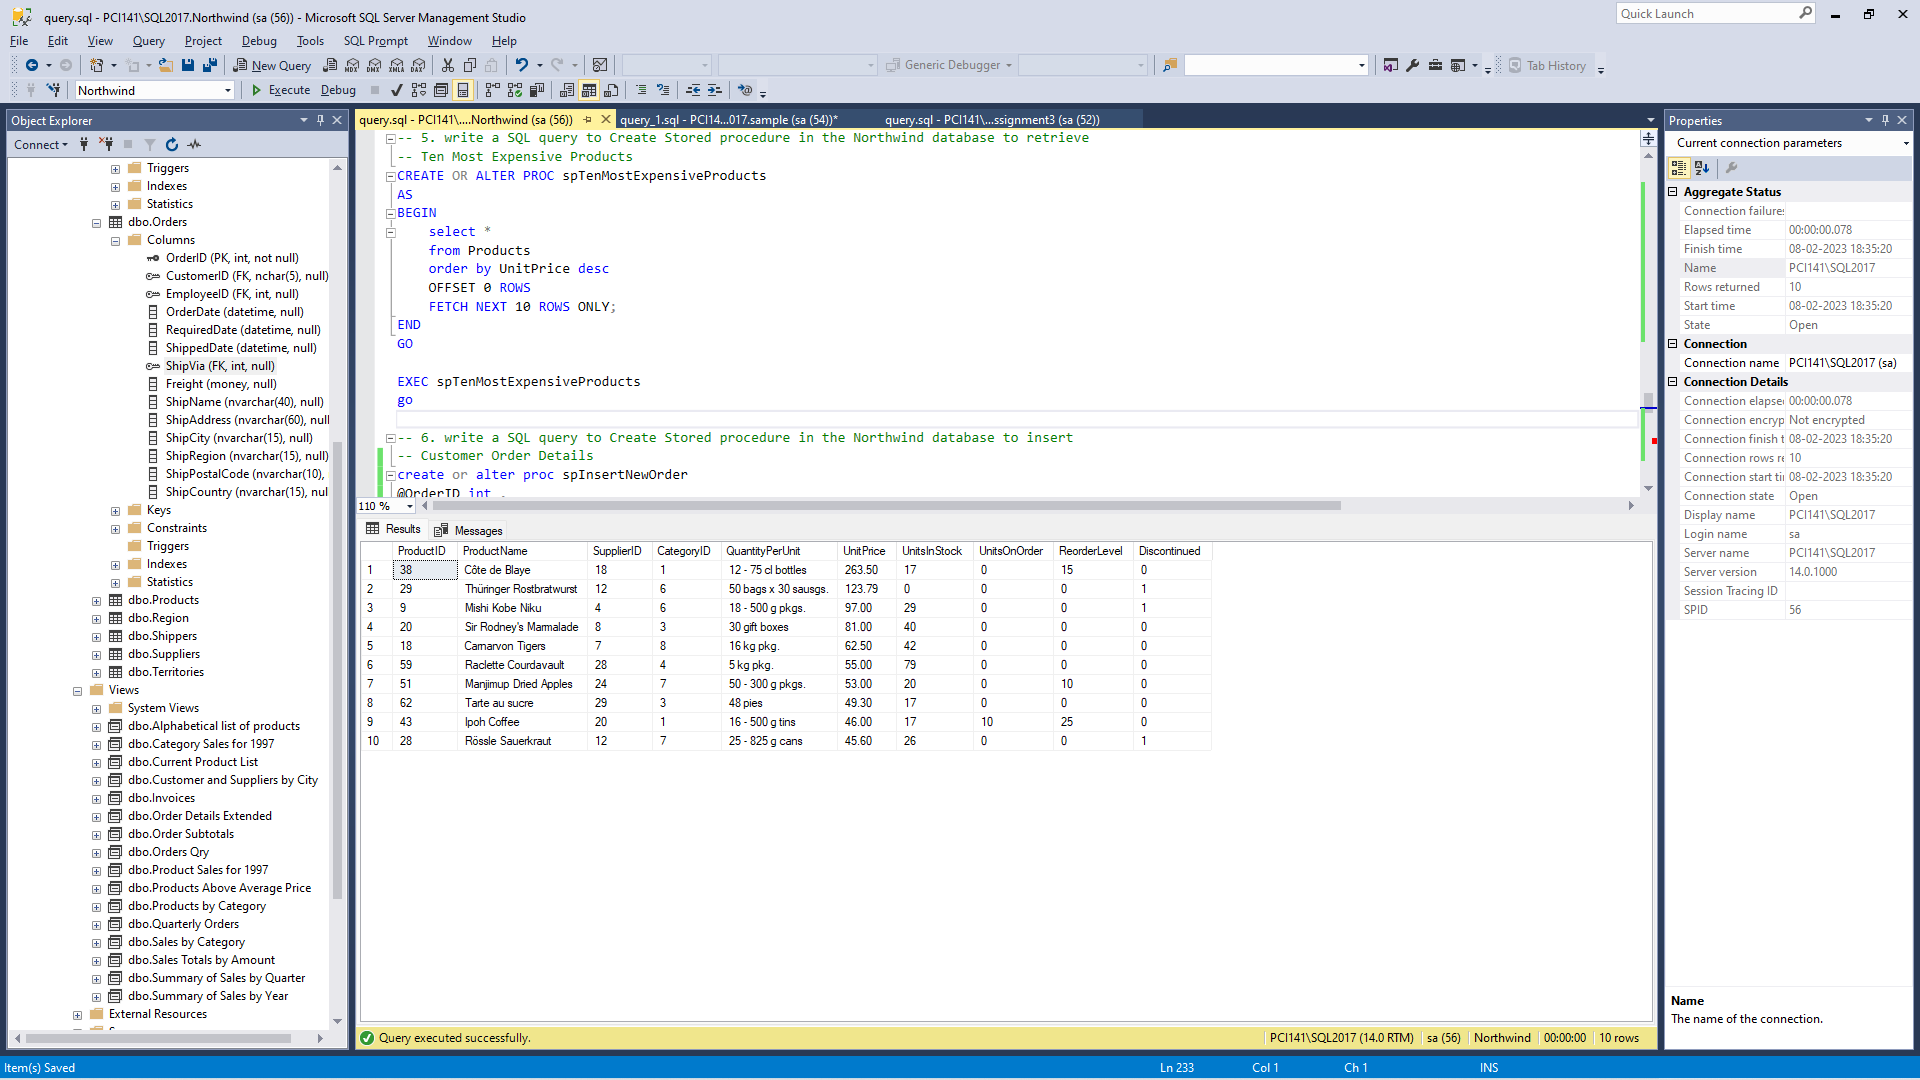 query.sql - PCI141\SQL2017.Northwind (sa (56)) - Microsoft SQL Server Management Studio
Quick Launch
File Edit View Query Project Debug Tools SQL Prompt Window Help
New Query
MDX DMX XMLA DAX
Generic Debugger
Tab History
Northwind
Execute Debug
Object Explorer
Connect
Triggers
Indexes
Statistics
dbo.Orders
Columns
OrderID (PK, int, not null)
CustomerID (FK, nchar(5), null)
EmployeeID (FK, int, null)
OrderDate (datetime, null)
RequiredDate (datetime, null)
ShippedDate (datetime, null)
ShipVia (FK, int, null)
Freight (money, null)
ShipName (nvarchar(40), null)
ShipAddress (nvarchar(60), null
ShipCity (nvarchar(15), null)
ShipRegion (nvarchar(15), null)
ShipPostalCode (nvarchar(10),
ShipCountry (nvarchar(15), nul
Keys
Constraints
Triggers
Indexes
Statistics
dbo.Products
dbo.Region
dbo.Shippers
dbo.Suppliers
dbo.Territories
Views
System Views
dbo.Alphabetical list of products
dbo.Category Sales for 1997
dbo.Current Product List
dbo.Customer and Suppliers by City
dbo.Invoices
dbo.Order Details Extended
dbo.Order Subtotals
dbo.Orders Qry
dbo.Product Sales for 1997
dbo.Products Above Average Price
dbo.Products by Category
dbo.Quarterly Orders
dbo.Sales by Category
dbo.Sales Totals by Amount
dbo.Summary of Sales by Quarter
dbo.Summary of Sales by Year
External Resources
query.sql - PCI141\....Northwind (sa (56)) query_1.sql - PCI14...017.sample (sa (54))* query.sql - PCI141\...ssignment3 (sa (52))
-- 5. write a SQL query to Create Stored procedure in the Northwind database to retrieve
-- Ten Most Expensive Products
CREATE OR ALTER PROC spTenMostExpensiveProducts
AS
BEGIN
select *
from Products
order by UnitPrice desc
OFFSET 0 ROWS
FETCH NEXT 10 ROWS ONLY;
END
GO
EXEC spTenMostExpensiveProducts
go
-- 6. write a SQL query to Create Stored procedure in the Northwind database to insert
-- Customer Order Details
create or alter proc spInsertNewOrder
@OrderID int ,
110 %
Results Messages
ProductID ProductName SupplierID CategoryID QuantityPerUnit UnitPrice UnitsInStock UnitsOnOrder ReorderLevel Discontinued
1 38 Côte de Blaye 18 1 12 - 75 cl bottles 263.50 17 0 15 0
2 29 Thüringer Rostbratwurst 12 6 50 bags x 30 sausgs. 123.79 0 0 0 1
3 9 Mishi Kobe Niku 4 6 18 - 500 g pkgs. 97.00 29 0 0 1
4 20 Sir Rodney's Marmalade 8 3 30 gift boxes 81.00 40 0 0 0
5 18 Carnarvon Tigers 7 8 16 kg pkg. 62.50 42 0 0 0
6 59 Raclette Courdavault 28 4 5 kg pkg. 55.00 79 0 0 0
7 51 Manjimup Dried Apples 24 7 50 - 300 g pkgs. 53.00 20 0 10 0
8 62 Tarte au sucre 29 3 48 pies 49.30 17 0 0 0
9 43 Ipoh Coffee 20 1 16 - 500 g tins 46.00 17 10 25 0
10 28 Rössle Sauerkraut 12 7 25 - 825 g cans 45.60 26 0 0 1
Query executed successfully. PCI141\SQL2017 (14.0 RTM) sa (56) Northwind 00:00:00 10 rows
Properties
Current connection parameters
Aggregate Status
Connection failures
Elapsed time 00:00:00.078
Finish time 08-02-2023 18:35:20
Name PCI141\SQL2017
Rows returned 10
Start time 08-02-2023 18:35:20
State Open
Connection
Connection name PCI141\SQL2017 (sa)
Connection Details
Connection elapse 00:00:00.078
Connection encryp Not encrypted
Connection finish t 08-02-2023 18:35:20
Connection rows re 10
Connection start ti 08-02-2023 18:35:20
Connection state Open
Display name PCI141\SQL2017
Login name sa
Server name PCI141\SQL2017
Server version 14.0.1000
Session Tracing ID
SPID 56
Name
The name of the connection.
Item(s) Saved Ln 233 Col 1 Ch 1 INS